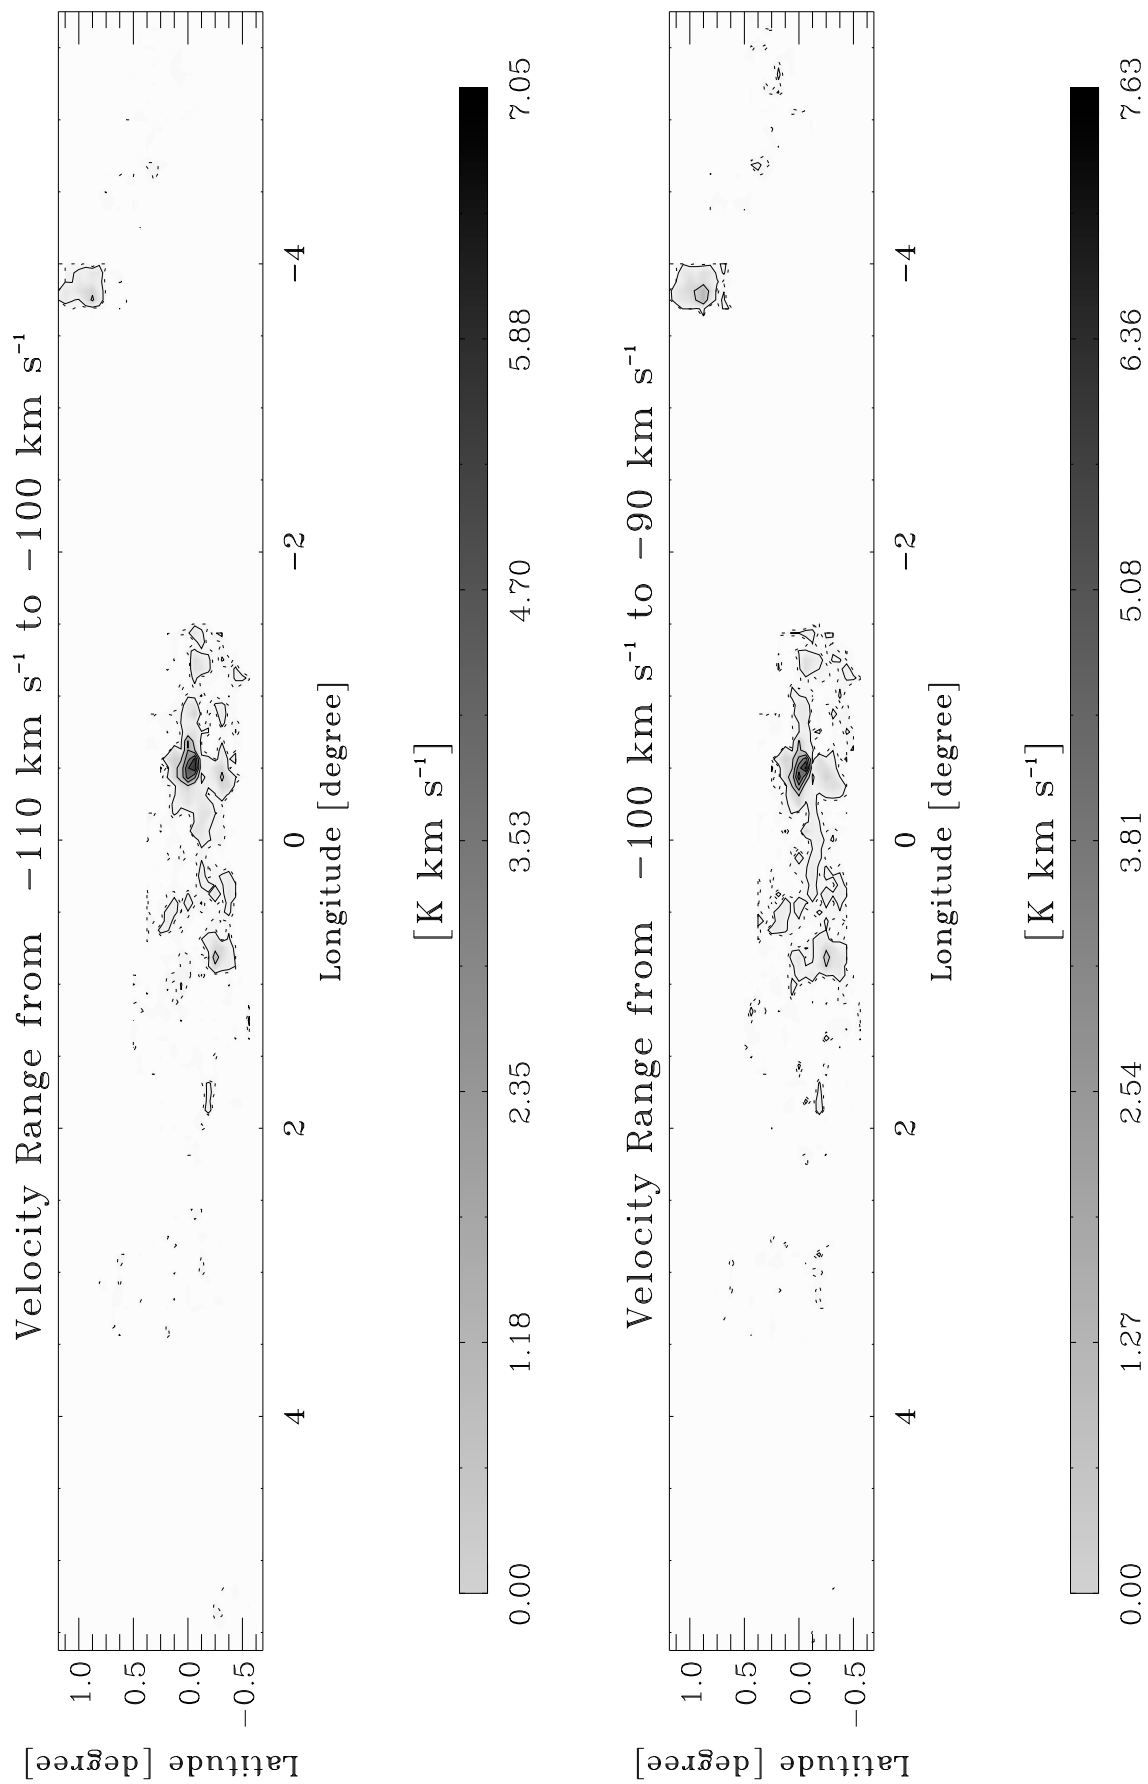 Velocity Range from −110 km s⁻¹ to −100 km s⁻¹
Latitude [degree]
1.0
0.5
0.0
−0.5
4
2
0
−2
−4
Longitude [degree]
[K km s⁻¹]
0.00 1.18 2.35 3.53 4.70 5.88 7.05
Velocity Range from −100 km s⁻¹ to −90 km s⁻¹
Latitude [degree]
1.0
0.5
0.0
−0.5
4
2
0
−2
−4
Longitude [degree]
[K km s⁻¹]
0.00 1.27 2.54 3.81 5.08 6.36 7.63